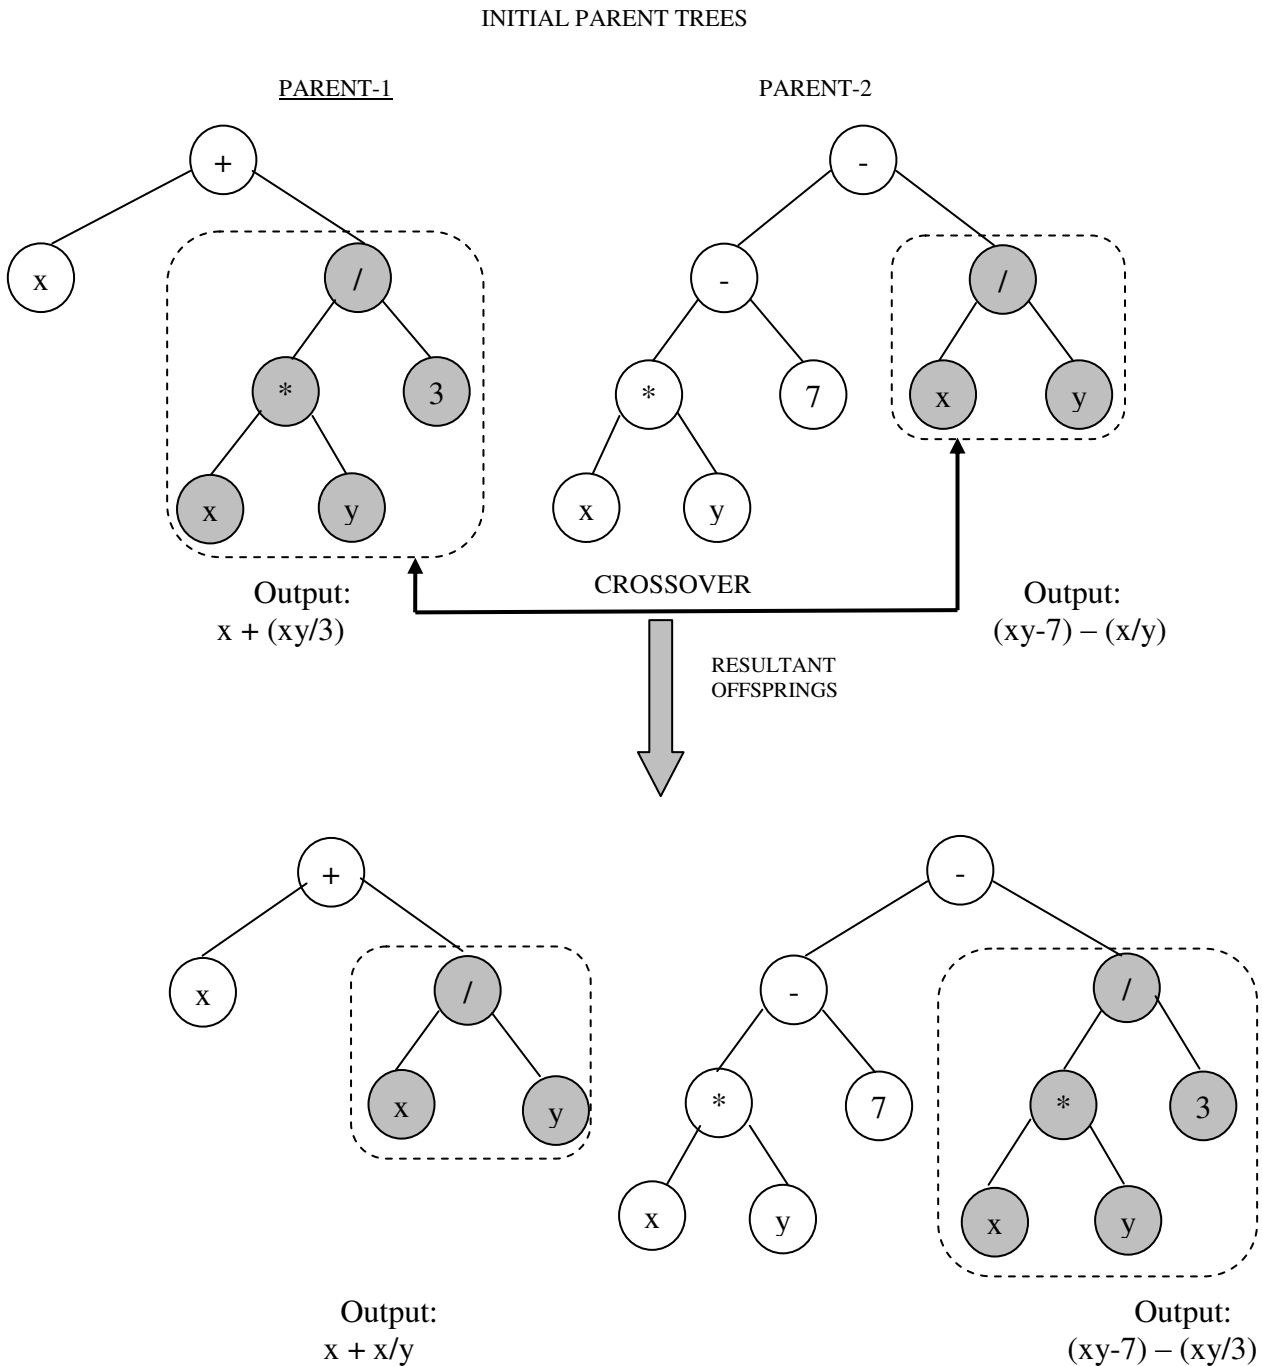 INITIAL PARENT TREES
PARENT-1
PARENT-2
+
-
x
/
-
/
*
3
*
7
x
y
x
y
x
y
CROSSOVER
Output:
x + (xy/3)
Output:
(xy-7) – (x/y)
RESULTANT
OFFSPRINGS
+
-
x
/
-
/
x
y
*
7
*
3
x
y
x
y
Output:
x + x/y
Output:
(xy-7) – (xy/3)